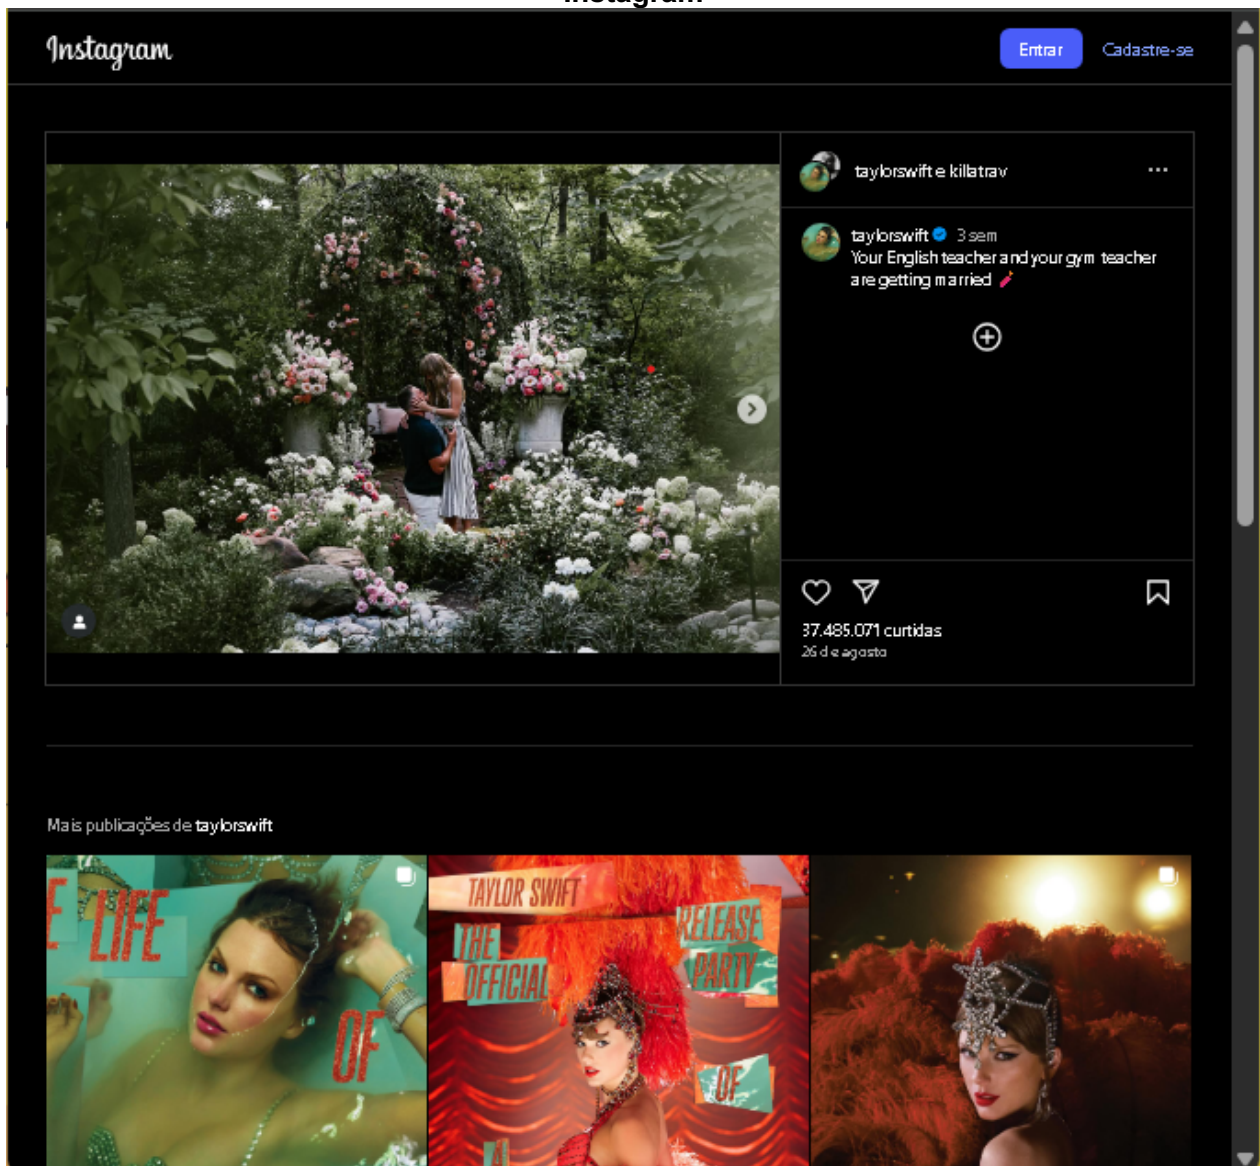 Instagram
Instagram
Entrar
Cadastre-se
taylorswift e killatrav
taylorswift 3 sem
Your English teacher and your gym teacher
are getting married 🧨
37.485.071 curtidas
26 de agosto
Mais publicações de taylorswift
E LIFE
OF
TAYLOR SWIFT
THE
OFFICIAL
RELEASE
PARTY
OF
A